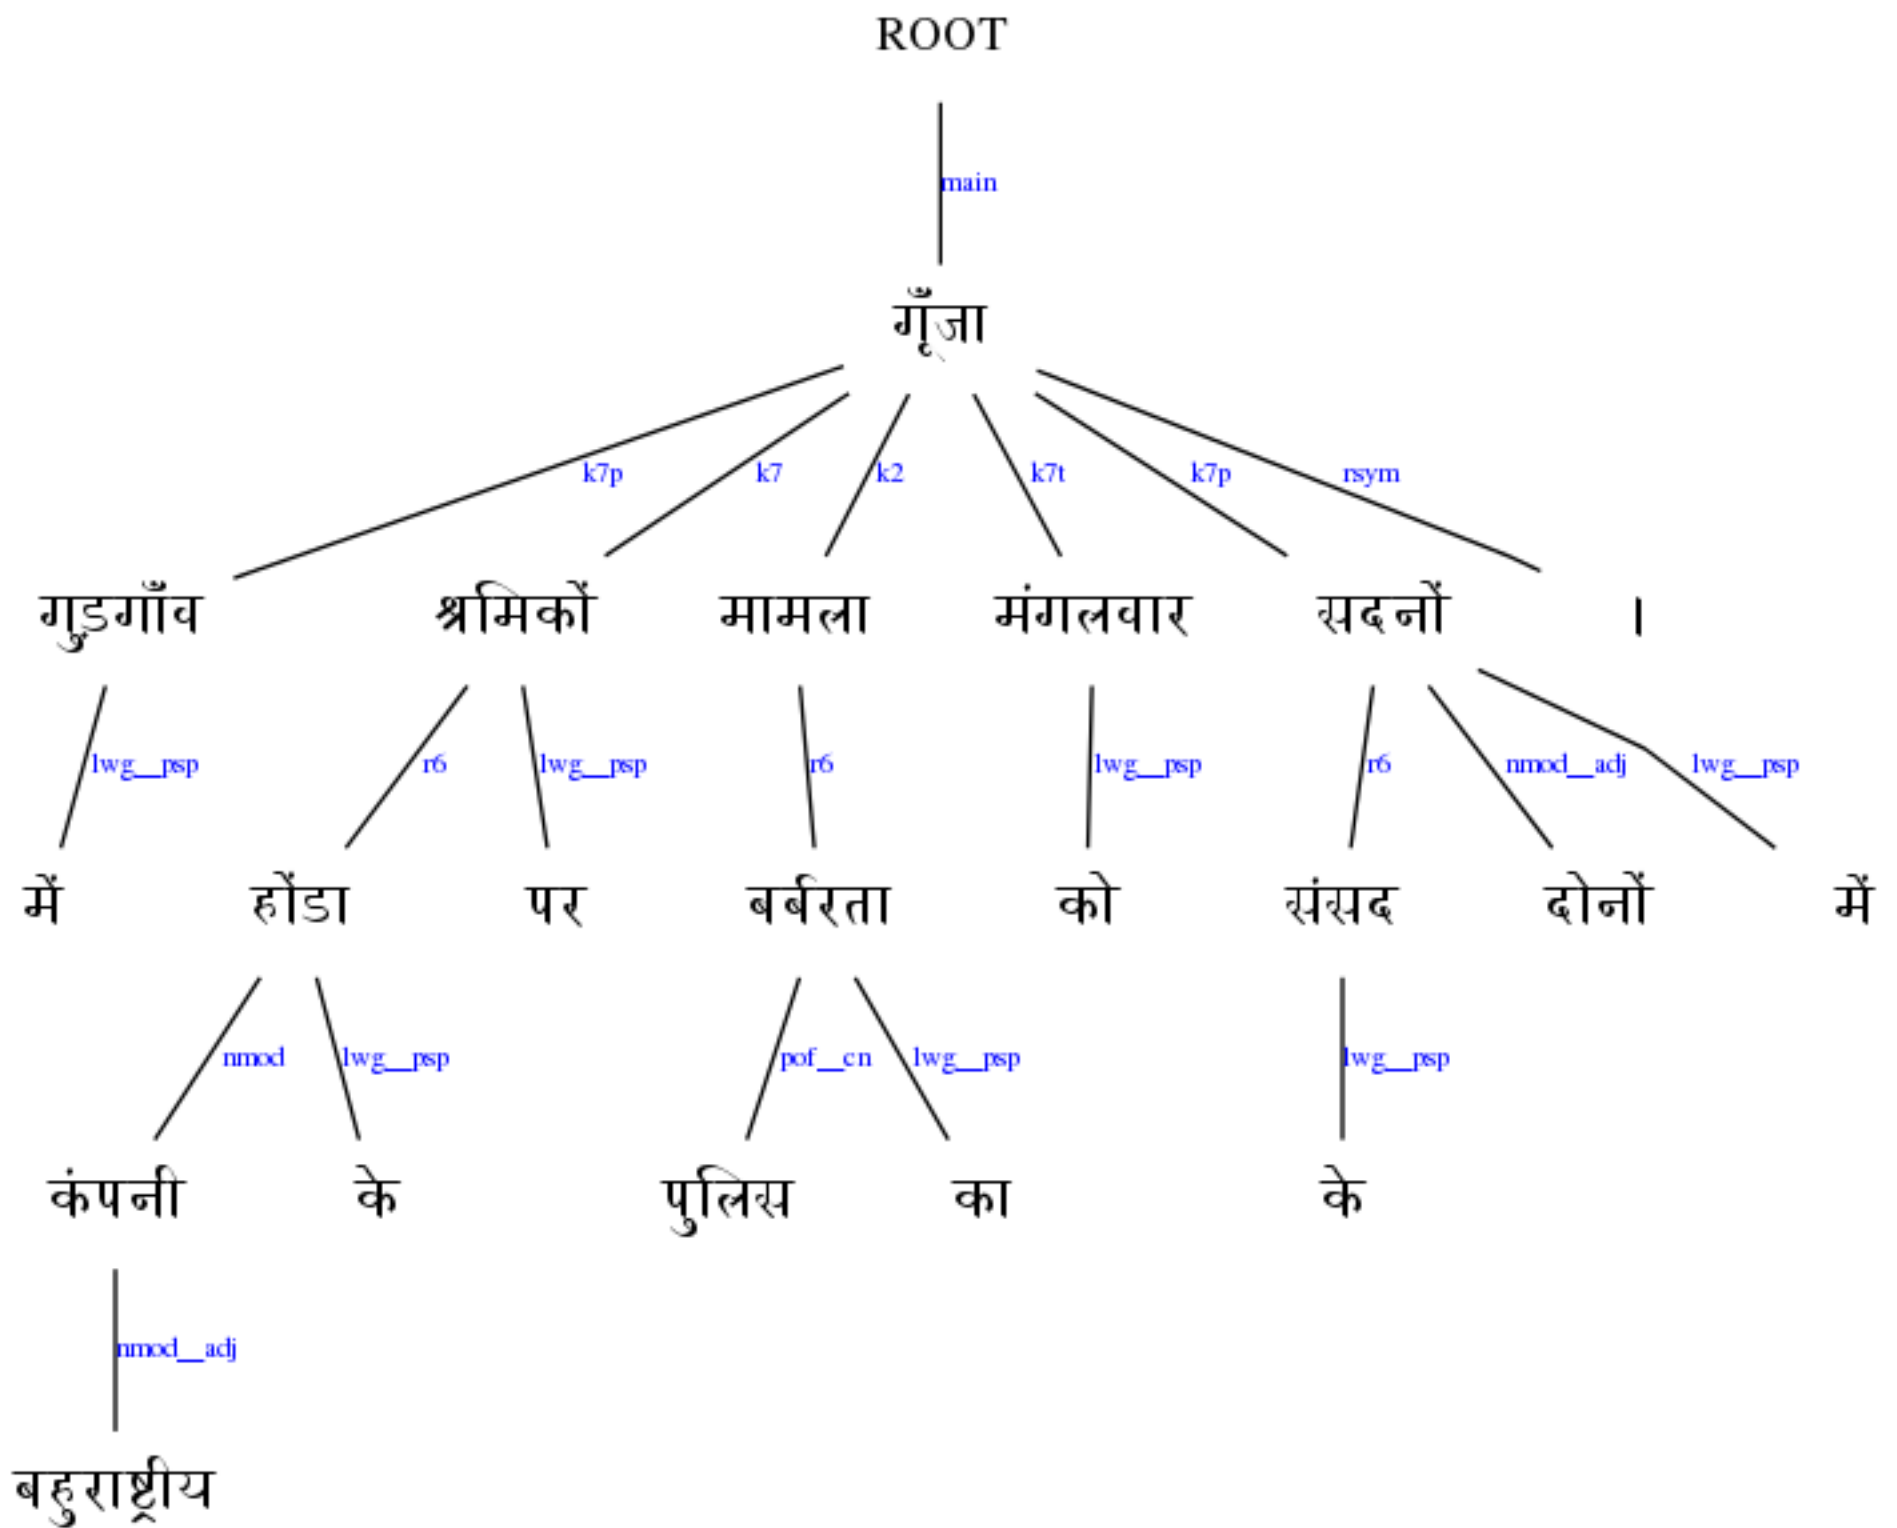 ROOT
main
गूँजा
k7p k7 k2 k7t k7p rsym
गुडगाँव श्रमिकों मामला मंगलवार सदनों ।
lwg__psp r6 lwg__psp r6 lwg__psp r6 nmod__adj lwg__psp
में होंडा पर बर्बरता को संसद दोनों में
nmod lwg__psp pof__cn lwg__psp lwg__psp
कंपनी के पुलिस का के
nmod__adj
बहुराष्ट्रीय